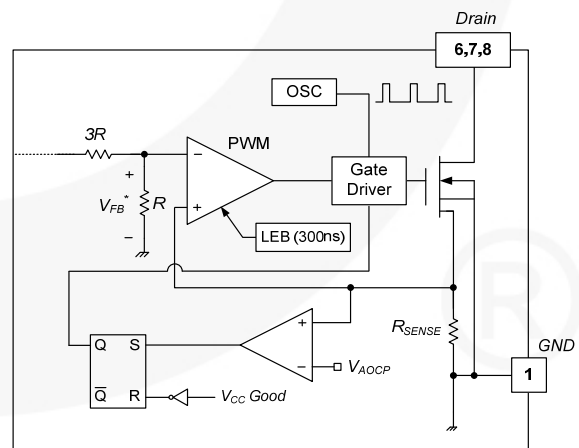 Drain
6,7,8
OSC
3R
PWM
−
+
+
V_FB*
−
R
Gate
Driver
LEB (300ns)
®
+
−
V_AOCP
R_SENSE
GND
1
Q
S
Q̅
R
V_CC Good